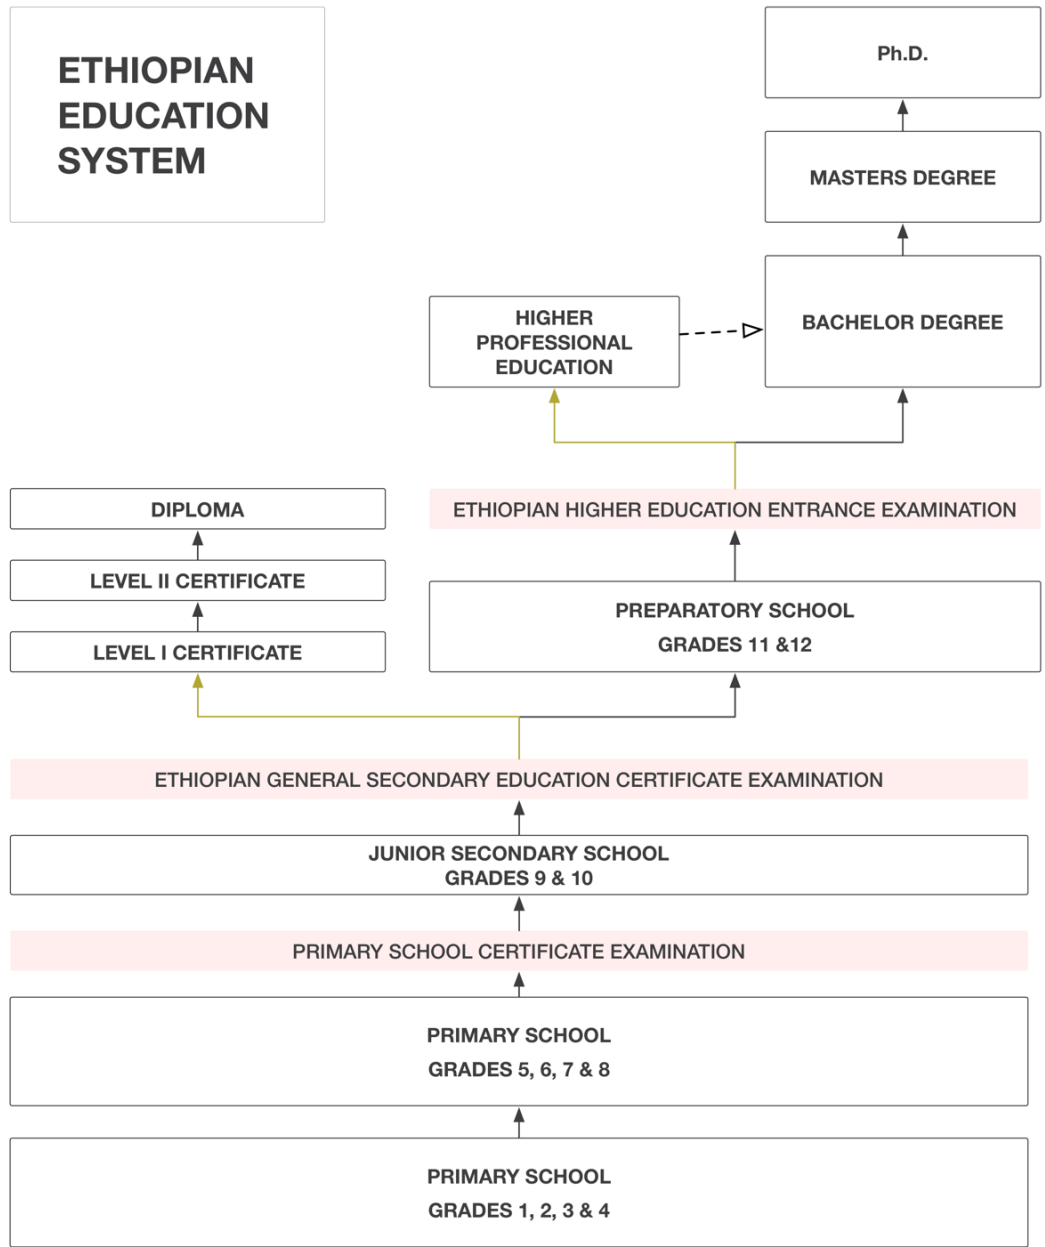 ETHIOPIAN
EDUCATION
SYSTEM
Ph.D.
MASTERS DEGREE
BACHELOR DEGREE
HIGHER
PROFESSIONAL
EDUCATION
DIPLOMA
ETHIOPIAN HIGHER EDUCATION ENTRANCE EXAMINATION
LEVEL II CERTIFICATE
PREPARATORY SCHOOL
GRADES 11 &12
LEVEL I CERTIFICATE
ETHIOPIAN GENERAL SECONDARY EDUCATION CERTIFICATE EXAMINATION
JUNIOR SECONDARY SCHOOL
GRADES 9 & 10
PRIMARY SCHOOL CERTIFICATE EXAMINATION
PRIMARY SCHOOL
GRADES 5, 6, 7 & 8
PRIMARY SCHOOL
GRADES 1, 2, 3 & 4